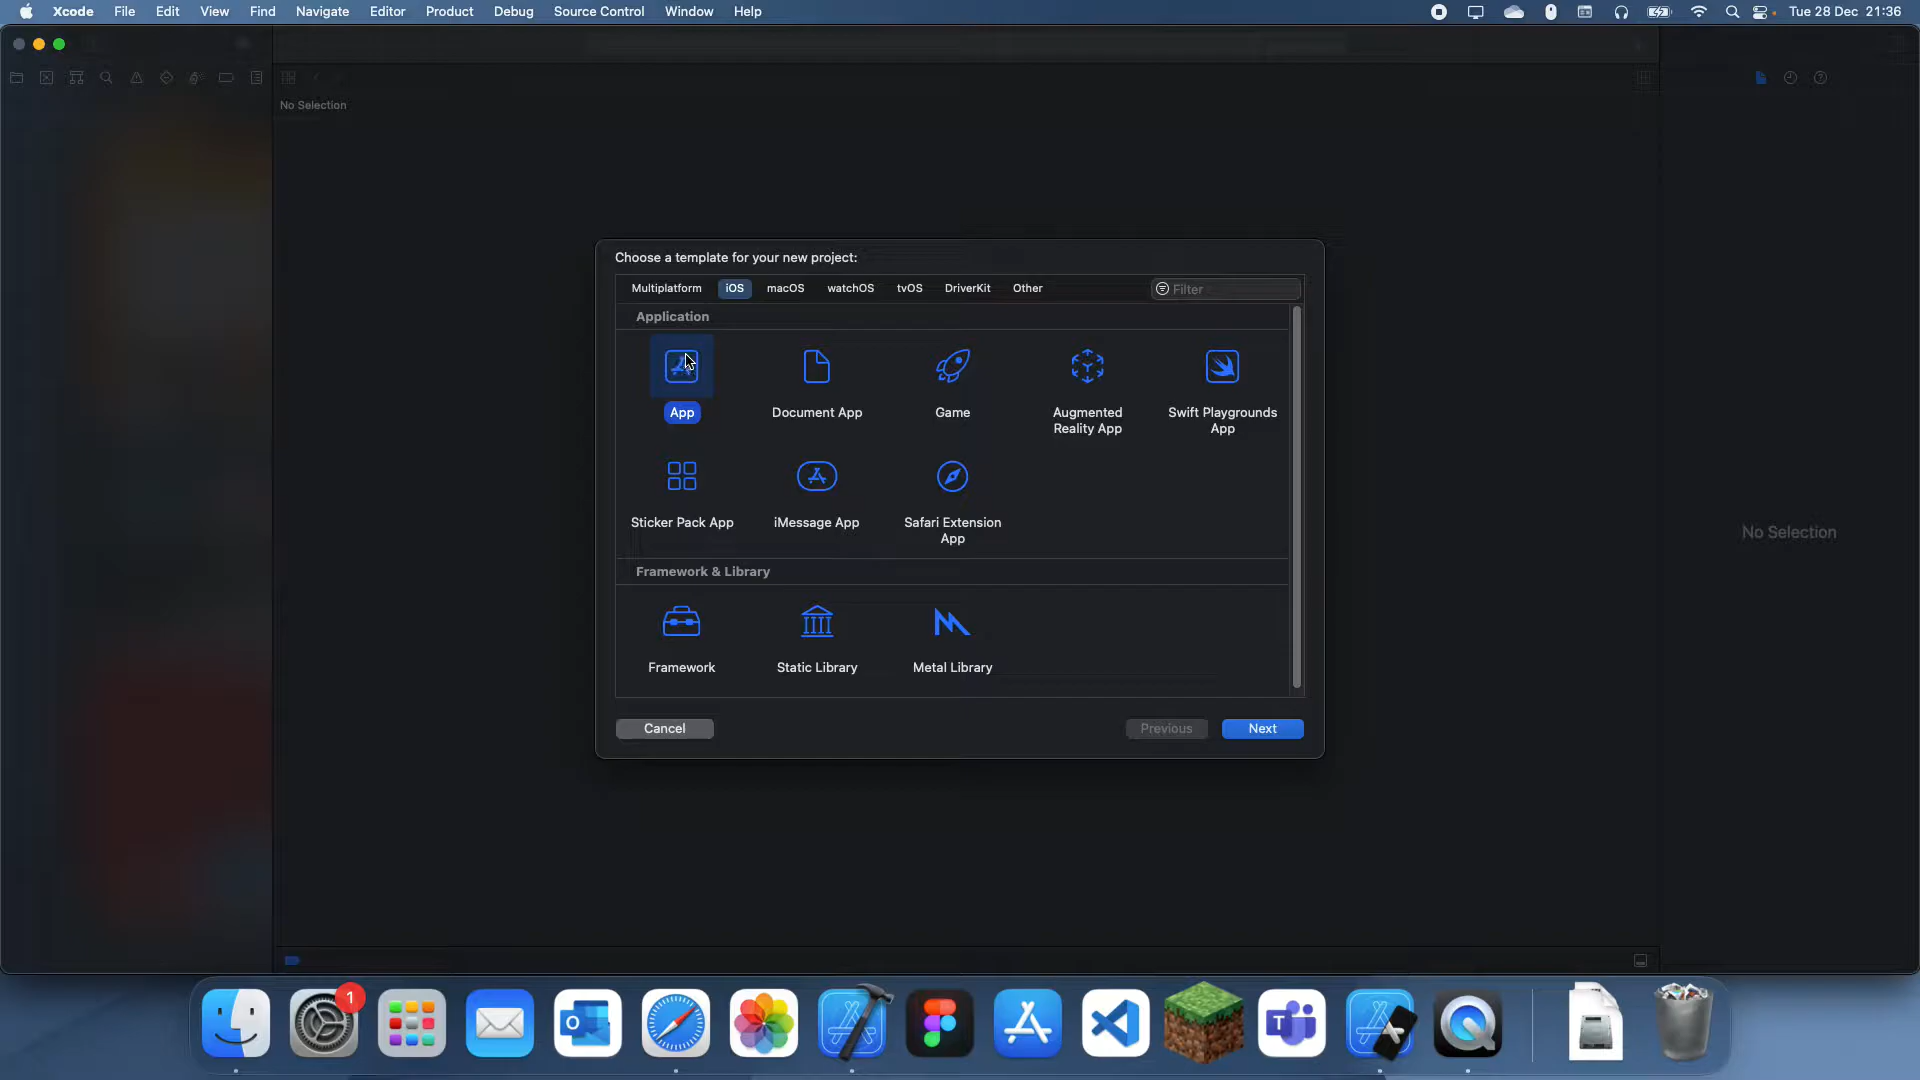 Xcode File Edit View Find Navigate Editor Product Debug Source Control Window Help Tue 28 Dec 21:36
No Selection
Choose a template for your new project:
Multiplatform iOS macOS watchOS tvOS DriverKit Other Filter
Application
App
Document App
Game
Augmented
Reality App
Swift Playgrounds
App
Sticker Pack App
iMessage App
Safari Extension
App
No Selection
Framework & Library
Framework
Static Library
Metal Library
Cancel Previous Next
1